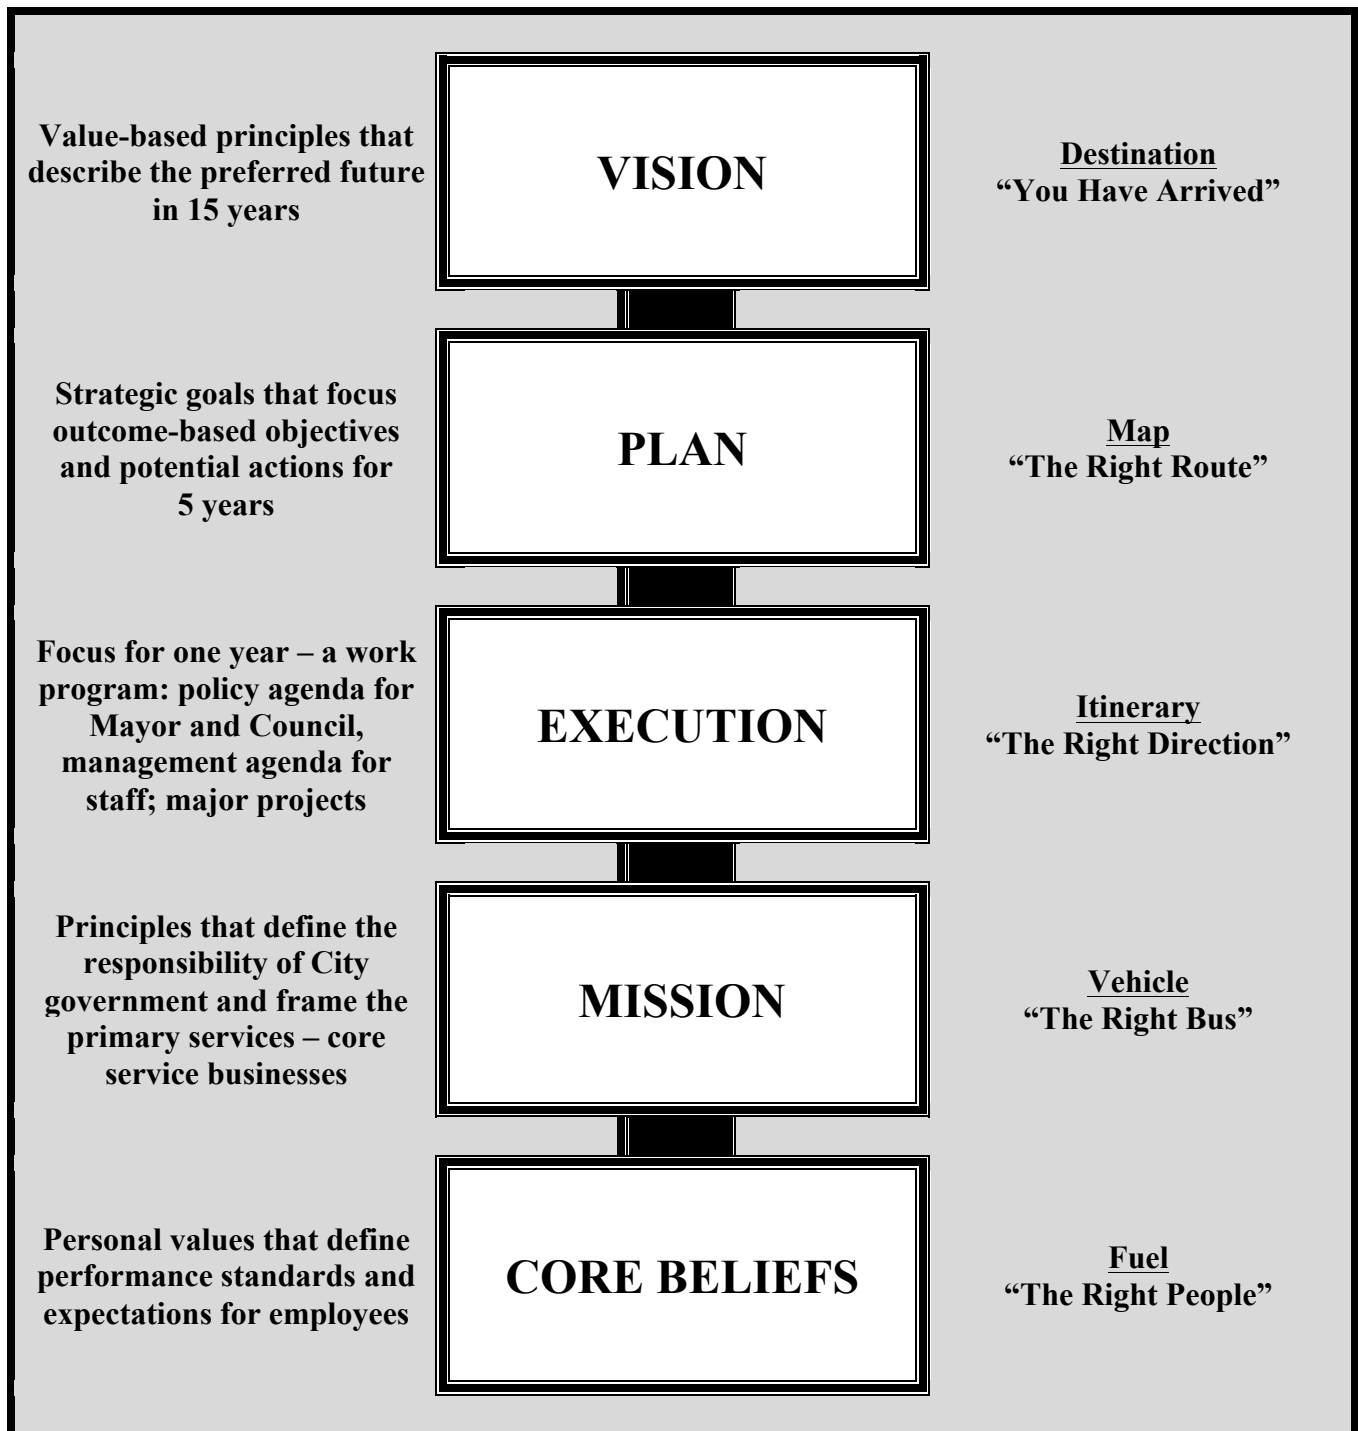 Value-based principles that
describe the preferred future
in 15 years
VISION
Destination
“You Have Arrived”
Strategic goals that focus
outcome-based objectives
and potential actions for
5 years
PLAN
Map
“The Right Route”
Focus for one year – a work
program: policy agenda for
Mayor and Council,
management agenda for
staff; major projects
EXECUTION
Itinerary
“The Right Direction”
Principles that define the
responsibility of City
government and frame the
primary services – core
service businesses
MISSION
Vehicle
“The Right Bus”
Personal values that define
performance standards and
expectations for employees
CORE BELIEFS
Fuel
“The Right People”